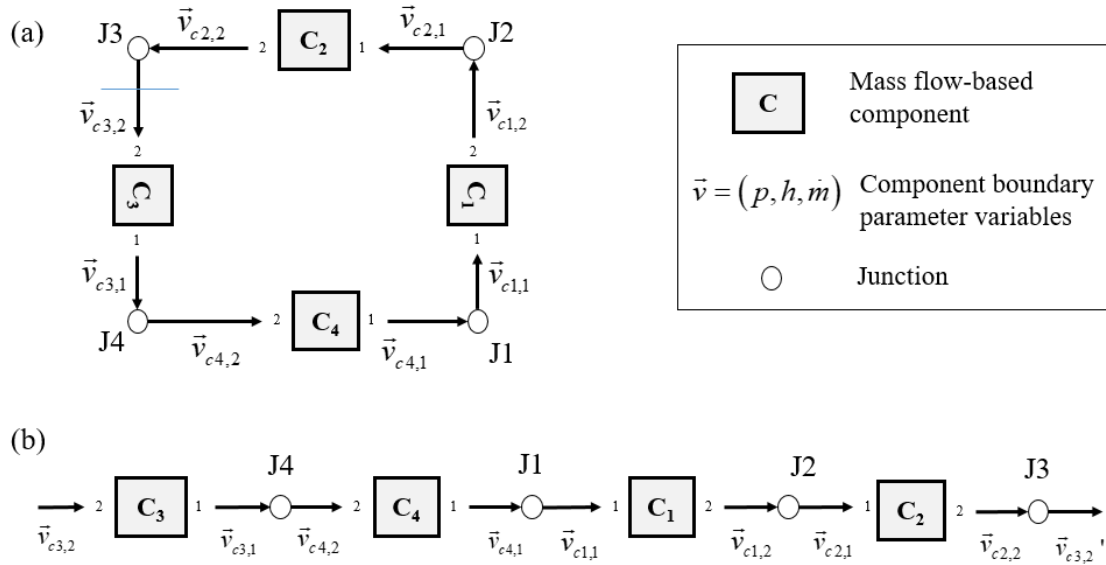 (a)
J3
v⃗c2,2
2
C2
1
v⃗c2,1
J2
v⃗c3,2
v⃗c1,2
2
2
C3
C1
1
1
v⃗c3,1
v⃗c1,1
J4
2
C4
1
J1
v⃗c4,2
v⃗c4,1
C
Mass flow-based
component
v⃗ = (p, h, ṁ)
Component boundary
parameter variables
Junction
(b)
J4
J1
J2
J3
2 C3 1
2 C4 1
1 C1 2
1 C2 2
v⃗c3,2
v⃗c3,1
v⃗c4,2
v⃗c4,1
v⃗c1,1
v⃗c1,2
v⃗c2,1
v⃗c2,2
v⃗c3,2'